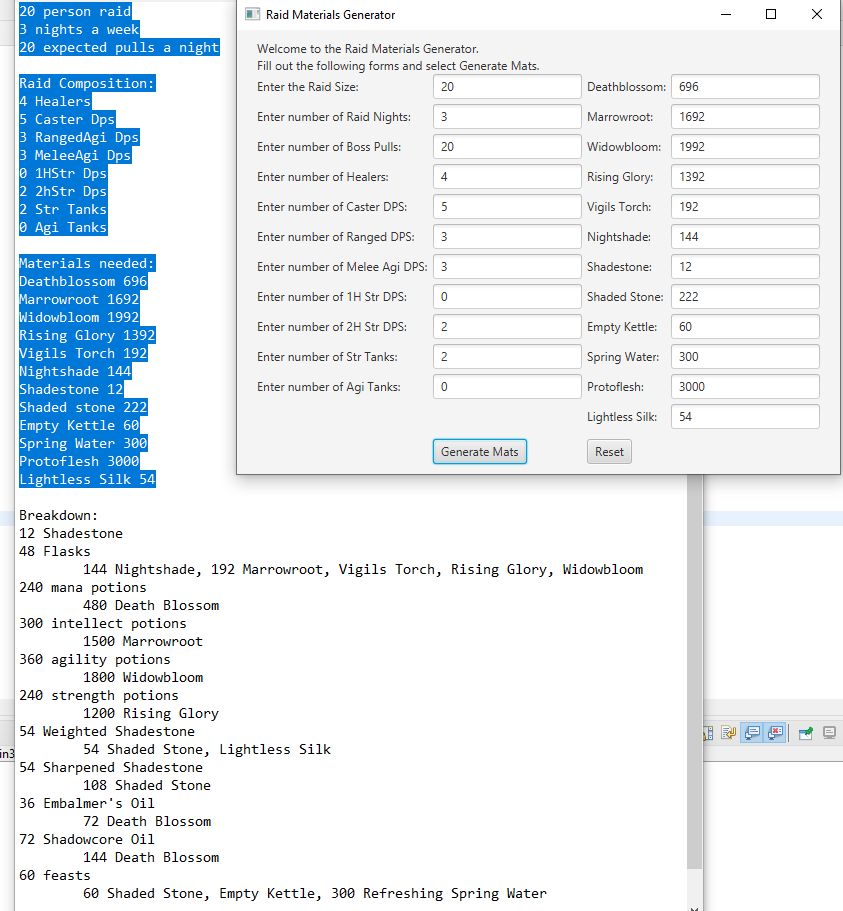 20 person raid
3 nights a week
20 expected pulls a night
Raid Composition:
4 Healers
5 Caster Dps
3 RangedAgi Dps
3 MeleeAgi Dps
0 1HStr Dps
2 2hStr Dps
2 Str Tanks
0 Agi Tanks
Materials needed:
Deathblossom 696
Marrowroot 1692
Widowbloom 1992
Rising Glory 1392
Vigils Torch 192
Nightshade 144
Shadestone 12
Shaded stone 222
Empty Kettle 60
Spring Water 300
Protoflesh 3000
Lightless Silk 54
Breakdown:
12 Shadestone
48 Flasks
144 Nightshade, 192 Marrowroot, Vigils Torch, Rising Glory, Widowbloom
240 mana potions
480 Death Blossom
300 intellect potions
1500 Marrowroot
360 agility potions
1800 Widowbloom
240 strength potions
1200 Rising Glory
54 Weighted Shadestone
54 Shaded Stone, Lightless Silk
54 Sharpened Shadestone
108 Shaded Stone
36 Embalmer's Oil
72 Death Blossom
72 Shadowcore Oil
144 Death Blossom
60 feasts
60 Shaded Stone, Empty Kettle, 300 Refreshing Spring Water
Raid Materials Generator
Welcome to the Raid Materials Generator.
Fill out the following forms and select Generate Mats.
Enter the Raid Size: 20 Deathblossom: 696
Enter number of Raid Nights: 3 Marrowroot: 1692
Enter number of Boss Pulls: 20 Widowbloom: 1992
Enter number of Healers: 4 Rising Glory: 1392
Enter number of Caster DPS: 5 Vigils Torch: 192
Enter number of Ranged DPS: 3 Nightshade: 144
Enter number of Melee Agi DPS: 3 Shadestone: 12
Enter number of 1H Str DPS: 0 Shaded Stone: 222
Enter number of 2H Str DPS: 2 Empty Kettle: 60
Enter number of Str Tanks: 2 Spring Water: 300
Enter number of Agi Tanks: 0 Protoflesh: 3000
Lightless Silk: 54
Generate Mats Reset
in3